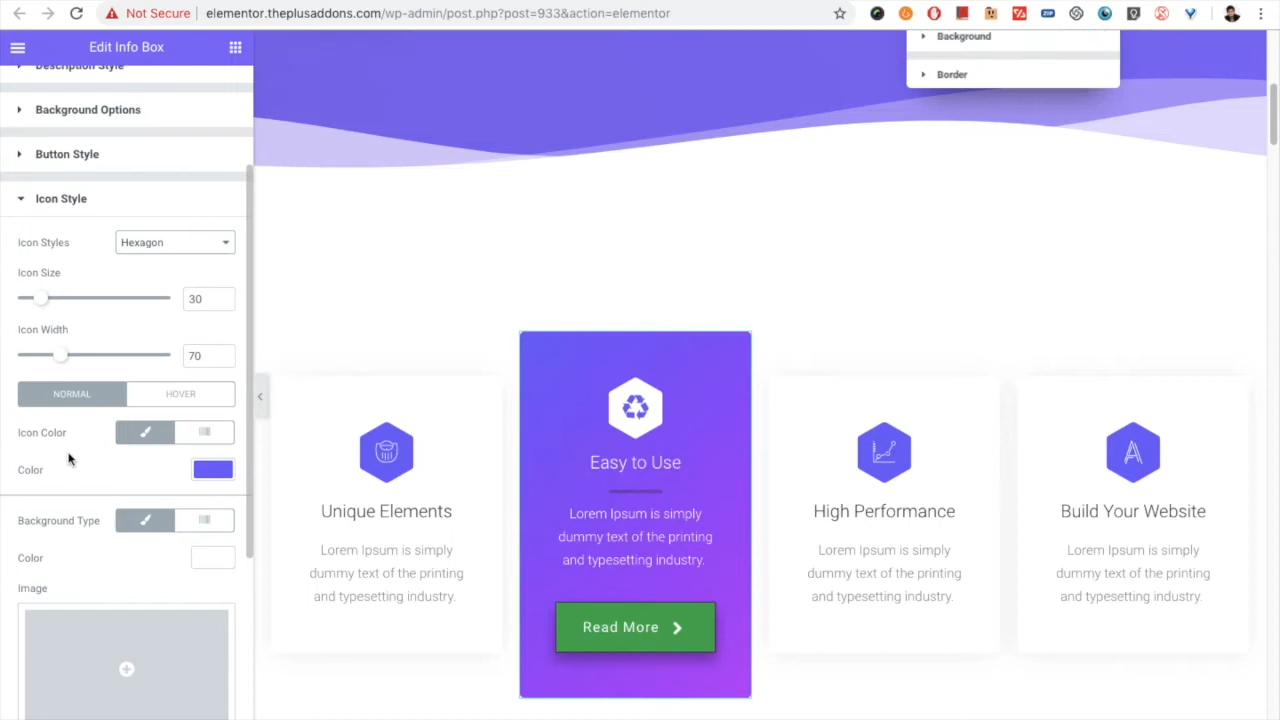 Not Secure
elementor.theplusaddons.com/wp-admin/post.php?post=933&action=elementor
ZIP
Edit Info Box
Description Style
Background Options
Button Style
Icon Style
Icon Styles
Hexagon
Icon Size
30
Icon Width
70
NORMAL
HOVER
Icon Color
Color
Background Type
Color
Image
Background
Border
Unique Elements
Lorem Ipsum is simply
dummy text of the printing
and typesetting industry.
Easy to Use
Lorem Ipsum is simply
dummy text of the printing
and typesetting industry.
Read More
High Performance
Lorem Ipsum is simply
dummy text of the printing
and typesetting industry.
Build Your Website
Lorem Ipsum is simply
dummy text of the printing
and typesetting industry.